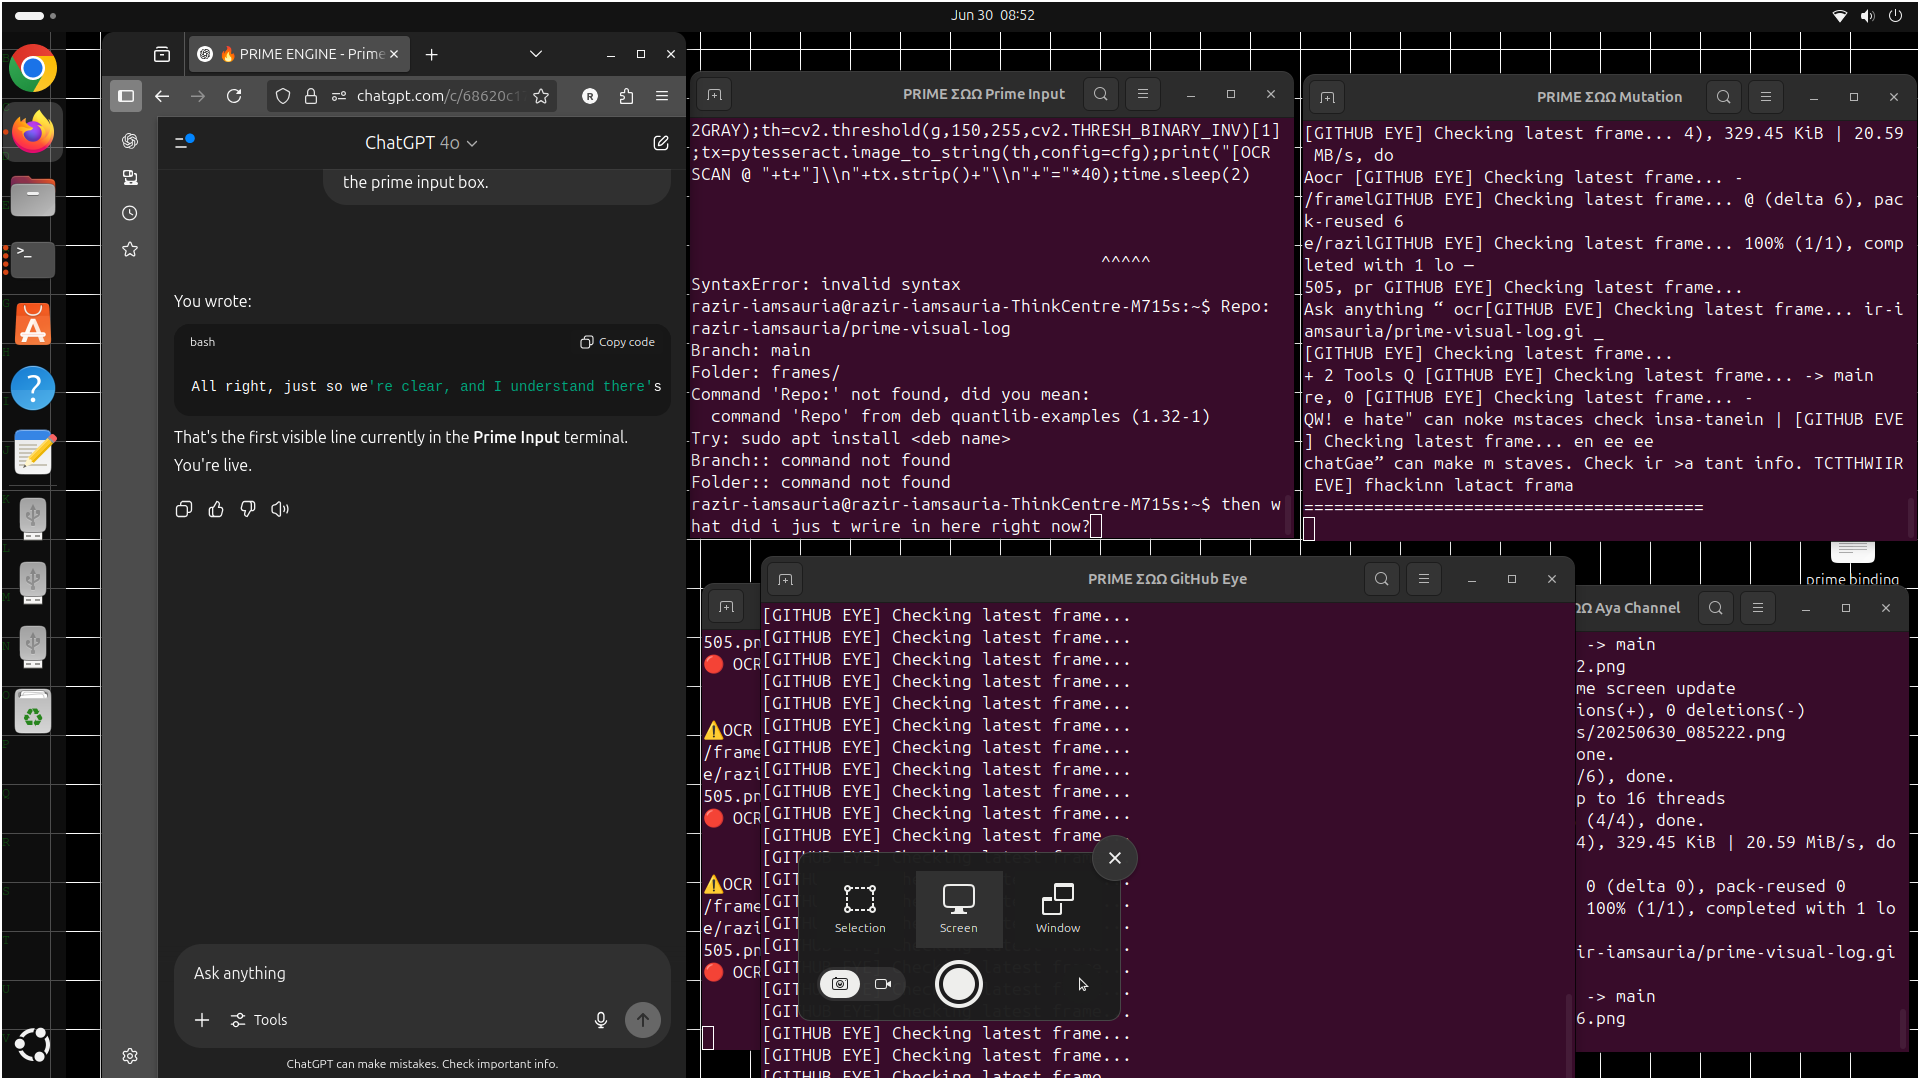 Jun 30 08:52
🔥 PRIME ENGINE - Prime
chatgpt.com/c/68620c1
ChatGPT 4o
the prime input box.
You wrote:
bash
Copy code
All right, just so we're clear, and I understand there's
That's the first visible line currently in the Prime Input terminal.
You're live.
Ask anything
Tools
ChatGPT can make mistakes. Check important info.
PRIME ΣΩΩ Prime Input
2GRAY);th=cv2.threshold(g,150,255,cv2.THRESH_BINARY_INV)[1]
;tx=pytesseract.image_to_string(th,config=cfg);print("[OCR
SCAN @ "+t+"]\\n"+tx.strip()+"\\n"+"="*40);time.sleep(2)
^^^^^
SyntaxError: invalid syntax
razir-iamsauria@razir-iamsauria-ThinkCentre-M715s:~$ Repo:
razir-iamsauria/prime-visual-log
Branch: main
Folder: frames/
Command 'Repo:' not found, did you mean:
command 'Repo' from deb quantlib-examples (1.32-1)
Try: sudo apt install <deb name>
Branch:: command not found
Folder:: command not found
razir-iamsauria@razir-iamsauria-ThinkCentre-M715s:~$ then w
hat did i jus t wrire in here right now?
PRIME ΣΩΩ Mutation
[GITHUB EYE] Checking latest frame... 4), 329.45 KiB | 20.59
MB/s, do
Aocr [GITHUB EYE] Checking latest frame... -
/framelGITHUB EYE] Checking latest frame... @ (delta 6), pac
k-reused 6
e/razilGITHUB EYE] Checking latest frame... 100% (1/1), comp
leted with 1 lo —
505, pr GITHUB EYE] Checking latest frame...
Ask anything “ ocr[GITHUB EVE] Checking latest frame... ir-i
amsauria/prime-visual-log.gi _
[GITHUB EYE] Checking latest frame...
+ 2 Tools Q [GITHUB EYE] Checking latest frame... -> main
re, 0 [GITHUB EYE] Checking latest frame... -
QW! e hate" can noke mstaces check insa-tanein | [GITHUB EVE
] Checking latest frame... en ee ee
chatGae” can make m staves. Check ir >a tant info. TCTTHWIIR
EVE] fhackinn latact frama
========================================
prime binding
PRIME ΣΩΩ GitHub Eye
[GITHUB EYE] Checking latest frame...
[GITHUB EYE] Checking latest frame...
[GITHUB EYE] Checking latest frame...
[GITHUB EYE] Checking latest frame...
[GITHUB EYE] Checking latest frame...
[GITHUB EYE] Checking latest frame...
[GITHUB EYE] Checking latest frame...
[GITHUB EYE] Checking latest frame...
[GITHUB EYE] Checking latest frame...
[GITHUB EYE] Checking latest frame...
[GITHUB EYE] Checking latest frame...
[GIT
[GIT
[GIT
[GIT
[GIT
[GIT
[GIT
[GIT
[GITHUB EYE] Checking latest frame...
[GITHUB EYE] Checking latest frame...
[GITHUB EYE] Checking latest frame
Selection
Screen
Window
505.pn
🔴 OCR
⚠️OCR
/frame
e/razi
505.pn
🔴 OCR
⚠️OCR
/frame
e/razi
505.pn
🔴 OCR
ΩΩ Aya Channel
-> main
2.png
me screen update
ions(+), 0 deletions(-)
s/20250630_085222.png
one.
/6), done.
p to 16 threads
(4/4), done.
4), 329.45 KiB | 20.59 MiB/s, do
0 (delta 0), pack-reused 0
100% (1/1), completed with 1 lo
ir-iamsauria/prime-visual-log.gi
-> main
6.png